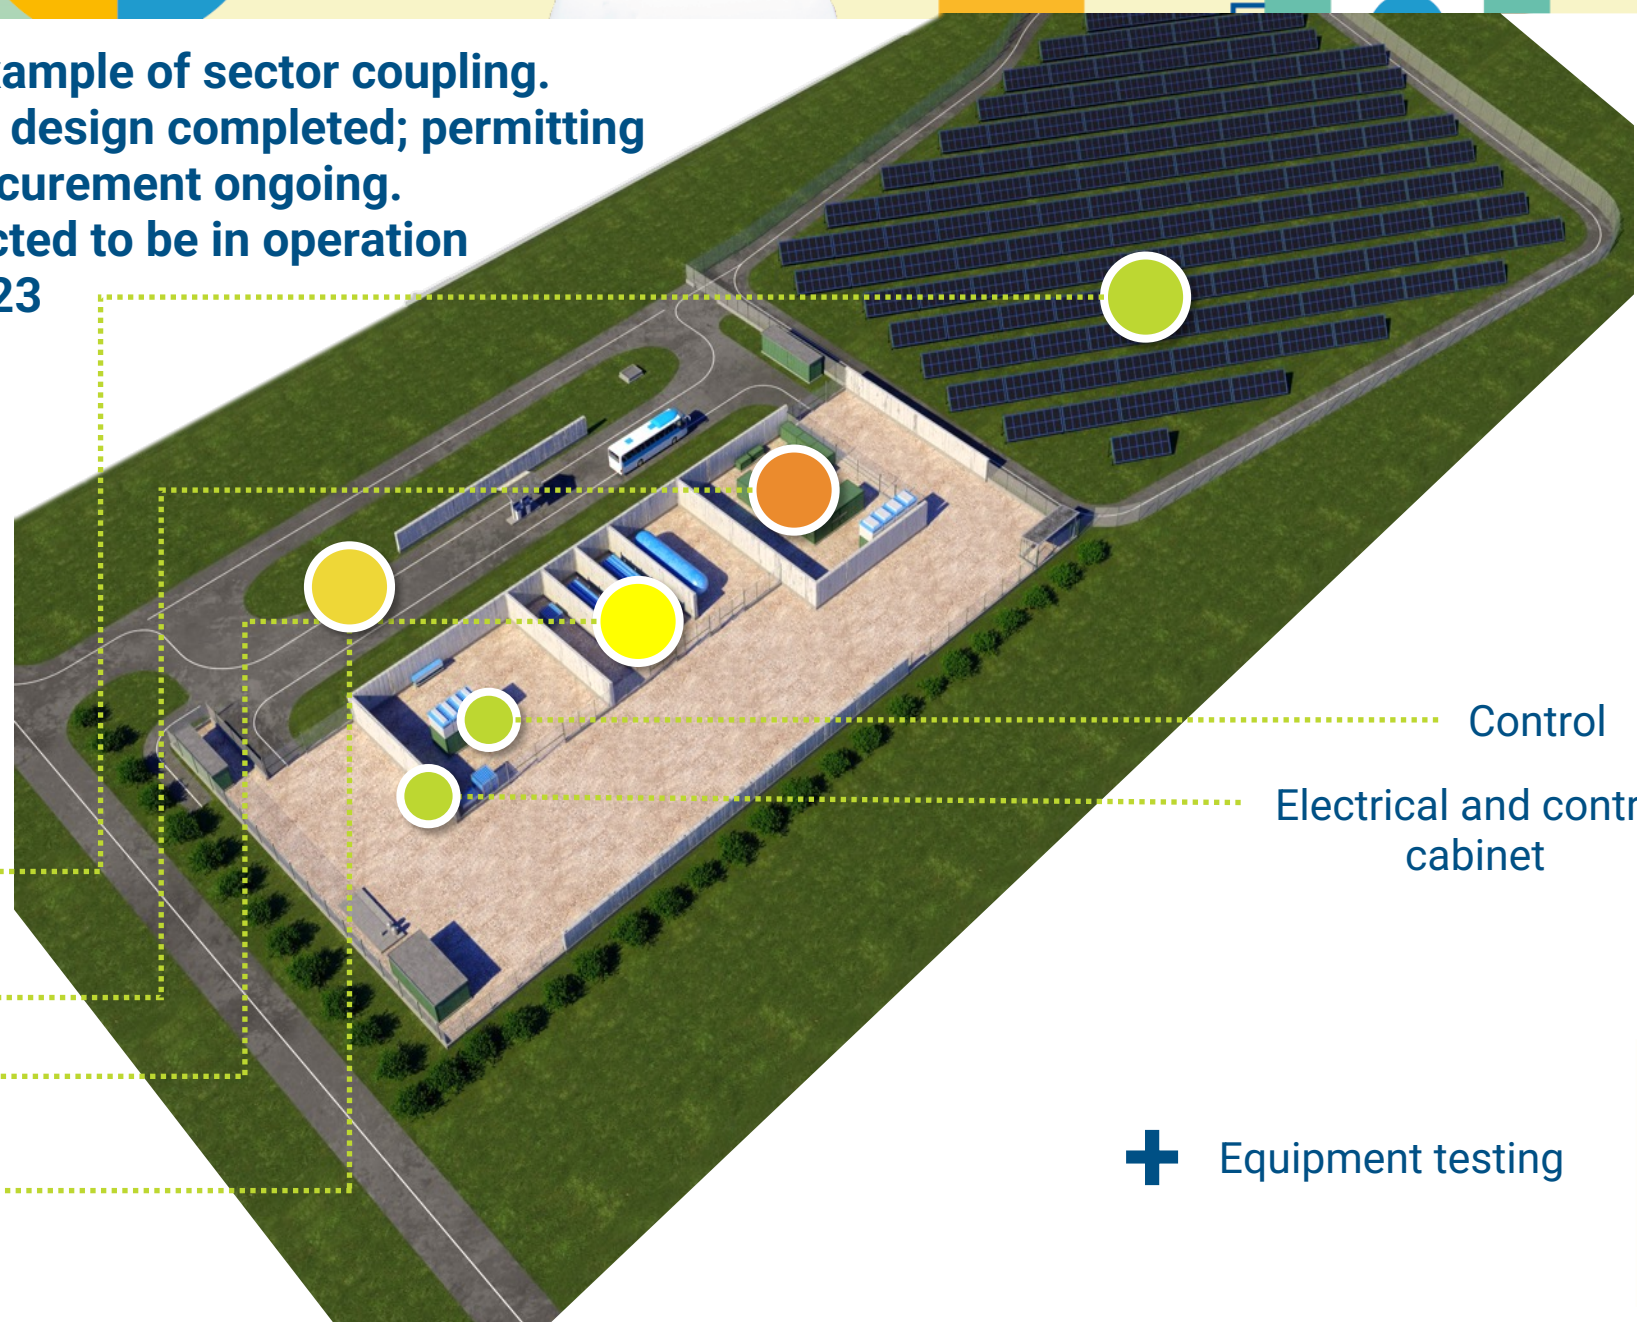 ample of sector coupling.
design completed; permitting
curement ongoing.
cted to be in operation
23
Control
Electrical and contr
cabinet
Equipment testing